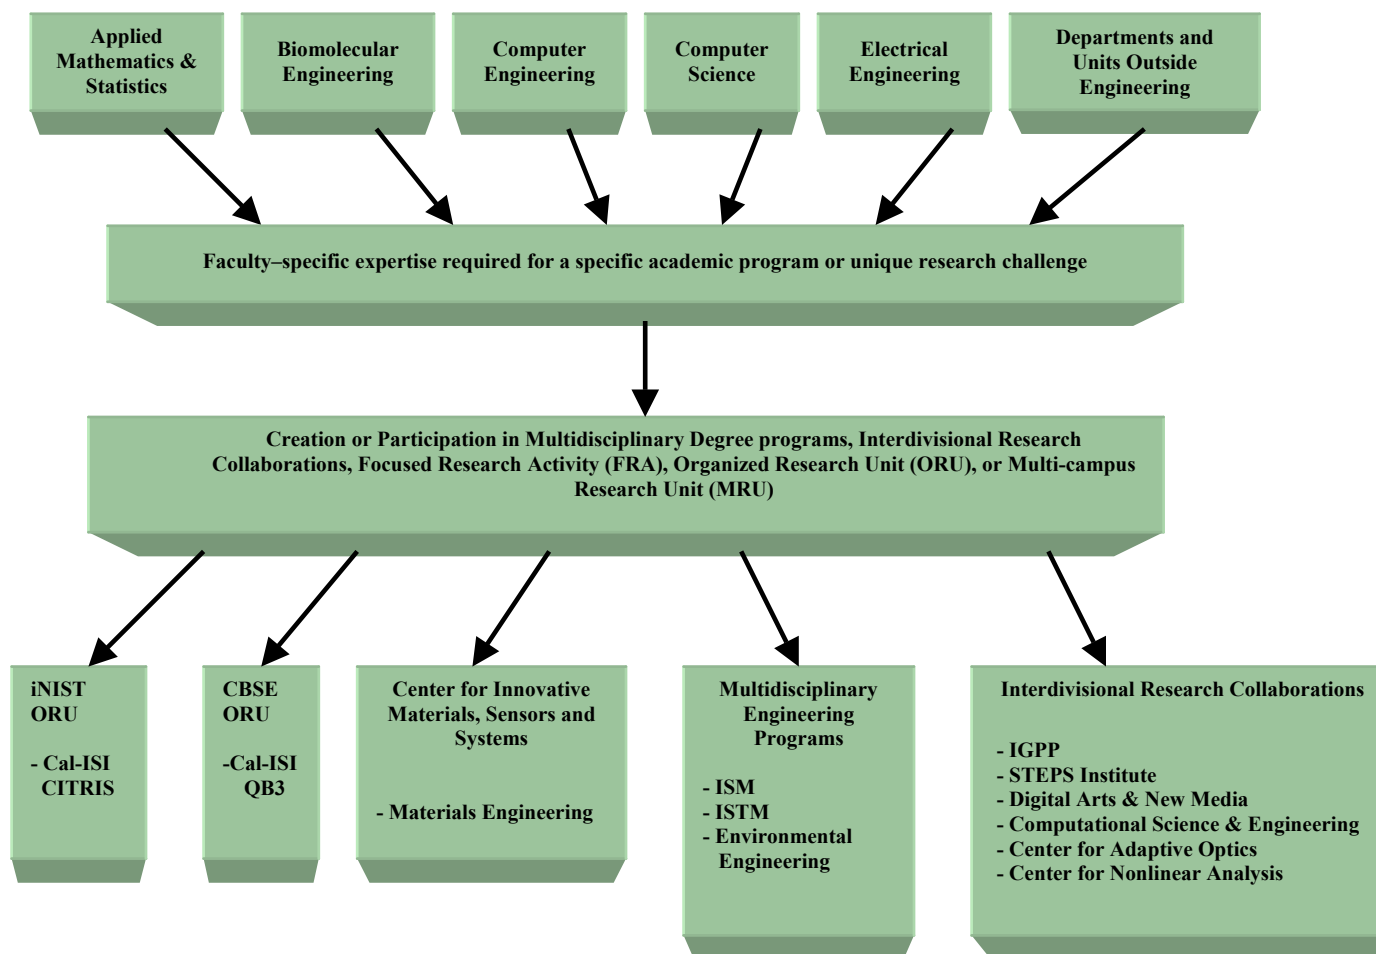 Applied
Mathematics &
Statistics
Biomolecular
Engineering
Computer
Engineering
Computer
Science
Electrical
Engineering
Departments and
Units Outside
Engineering
Faculty–specific expertise required for a specific academic program or unique research challenge
Creation or Participation in Multidisciplinary Degree programs, Interdivisional Research
Collaborations, Focused Research Activity (FRA), Organized Research Unit (ORU), or Multi-campus
Research Unit (MRU)
iNIST
ORU
- Cal-ISI
CITRIS
CBSE
ORU
-Cal-ISI
QB3
Center for Innovative
Materials, Sensors and
Systems
- Materials Engineering
Multidisciplinary
Engineering
Programs
- ISM
- ISTM
- Environmental
Engineering
Interdivisional Research Collaborations
- IGPP
- STEPS Institute
- Digital Arts & New Media
- Computational Science & Engineering
- Center for Adaptive Optics
- Center for Nonlinear Analysis